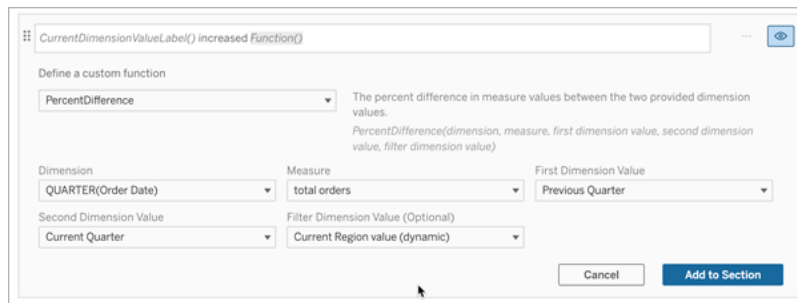 CurrentDimensionValueLabel() increased Function()
Define a custom function
PercentDifference
The percent difference in measure values between the two provided dimension
values.
PercentDifference(dimension, measure, first dimension value, second dimension
value, filter dimension value)
Dimension
Measure
First Dimension Value
QUARTER(Order Date)
total orders
Previous Quarter
Second Dimension Value
Filter Dimension Value (Optional)
Current Quarter
Current Region value (dynamic)
Cancel
Add to Section